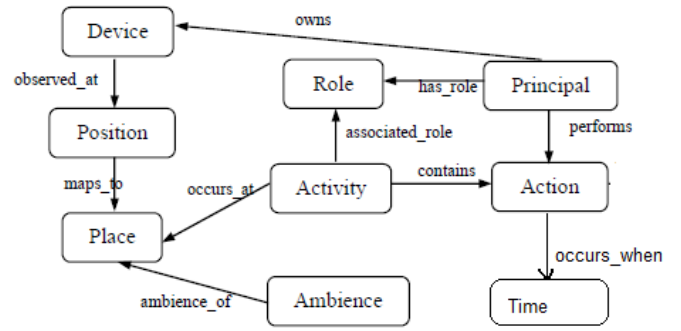 owns
Device
observed_at
Role
has_role
Principal
Position
associated_role
performs
maps_to
occurs_at
Activity
contains
Action
Place
occurs_when
ambience_of
Ambience
Time